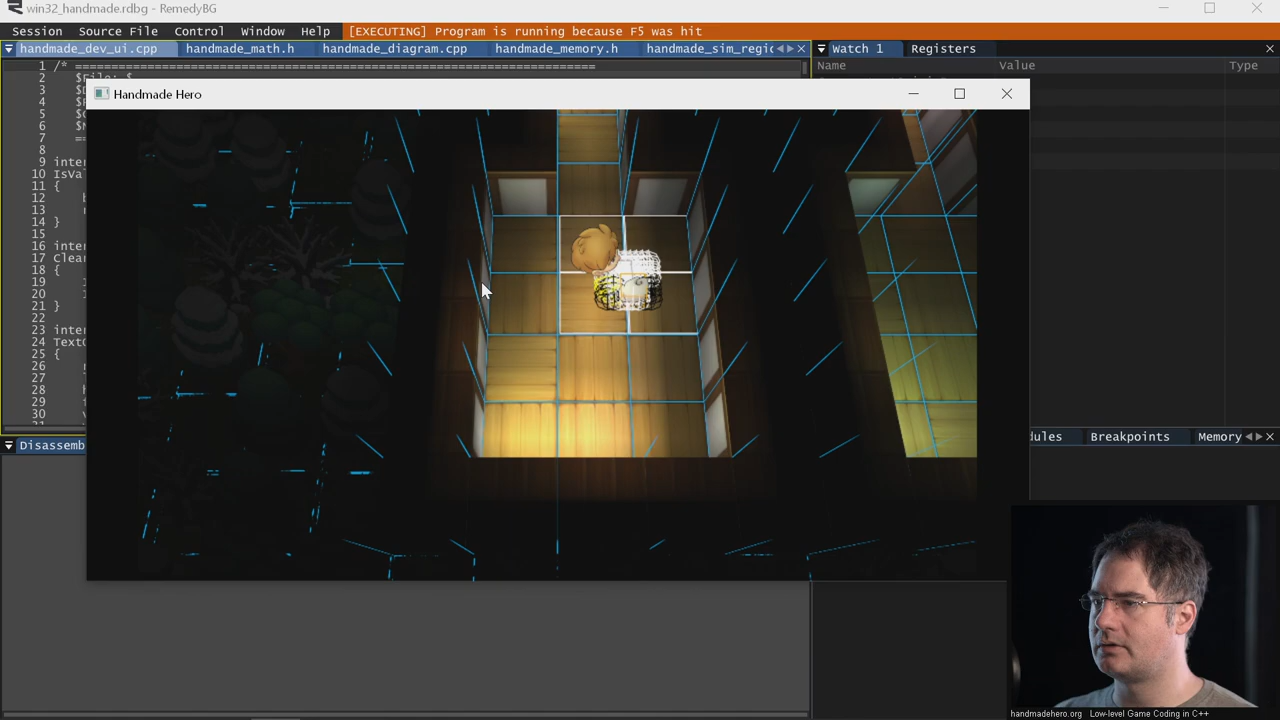 win32_handmade.rdbg - RemedyBG
Session Source File Control Window Help [EXECUTING] Program is running because F5 was hit
handmade_dev_ui.cpp handmade_math.h handmade_diagram.cpp handmade_memory.h handmade_sim_regic
Watch 1 Registers
Name Value Type
1 /* ========================================================================
2 $File: $
3 $D
4
5
6
7 ==
8
9 inter
10 IsVa
11 {
12 b
13 r
14 }
15
16 inter
17 Clea
18 {
19
20
21 }
22
23 inter
24 TextO
25 {
26 r
27
28 h
29
30 v
Handmade Hero
dules Breakpoints Memory
Disassemb
handmadehero.org Low-level Game Coding in C++